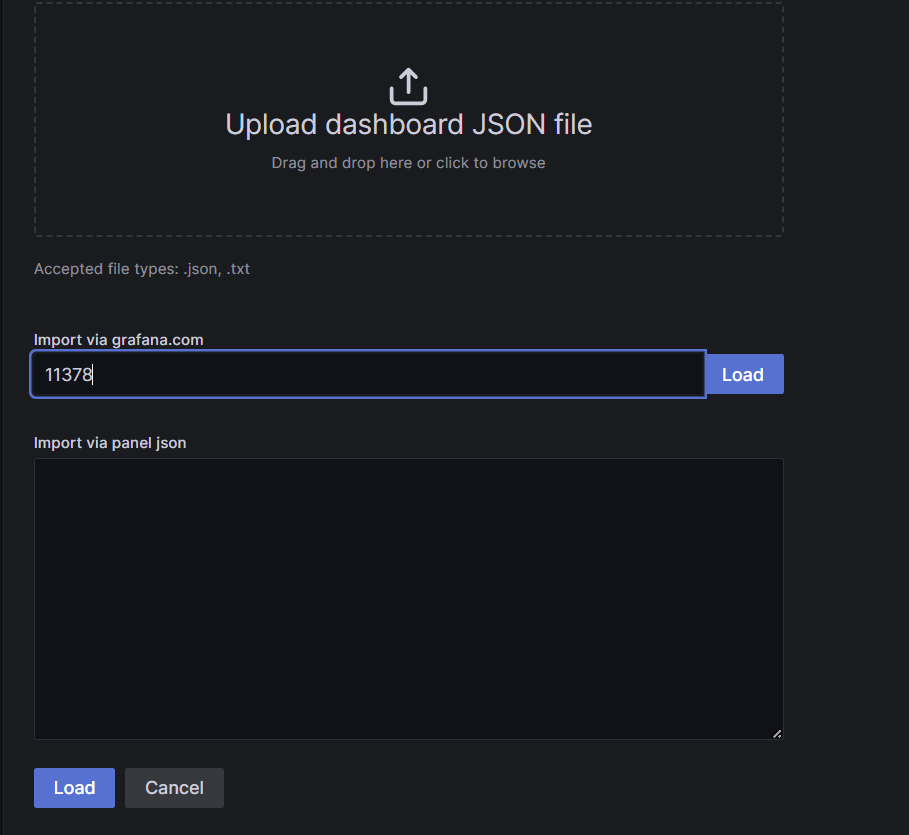 Upload dashboard JSON file
Drag and drop here or click to browse
Accepted file types: .json, .txt
Import via grafana.com
11378 Load
Import via panel json
Load Cancel